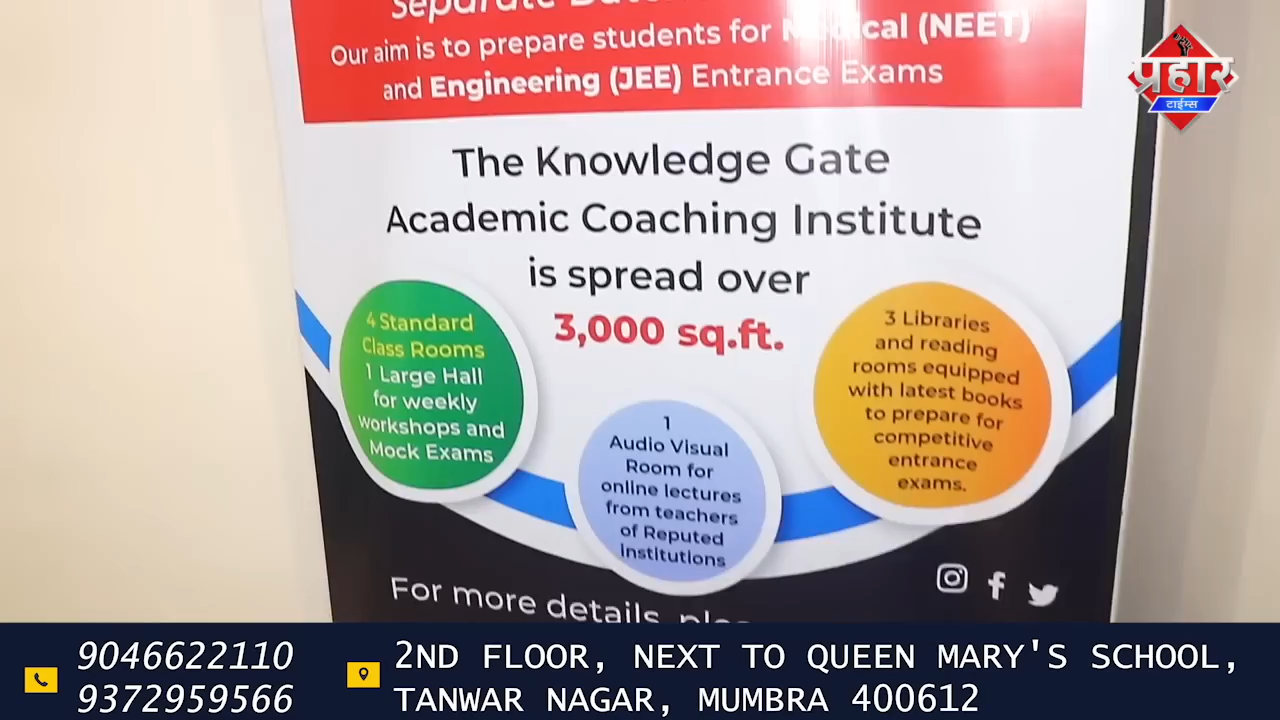 Separate
Our aim is to prepare students for Medical (NEET)
and Engineering (JEE) Entrance Exams
The Knowledge Gate
Academic Coaching Institute
is spread over
3,000 sq.ft.
4 Standard
Class Rooms
1 Large Hall
for weekly
workshops and
Mock Exams
1
Audio Visual
Room for
online lectures
from teachers
of Reputed
Institutions
3 Libraries
and reading
rooms equipped
with latest books
to prepare for
competitive
entrance
exams.
For more details,
प्रहार
टाईम्स
9046622110
9372959566
2ND FLOOR, NEXT TO QUEEN MARY'S SCHOOL,
TANWAR NAGAR, MUMBRA 400612